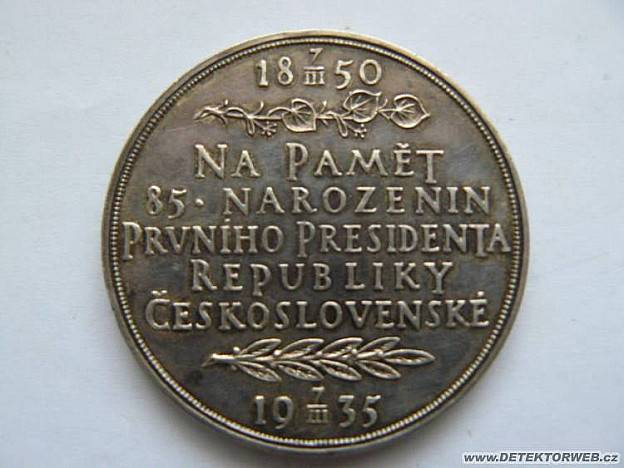 18 7/III 50
NA PAMĚT
85 · NAROZENIN
PRVNÍHO PRESIDENTA
REPUBLIKY
ČESKOSLOVENSKÉ
19 7/III 35
www.DETEKTORWEB.cz